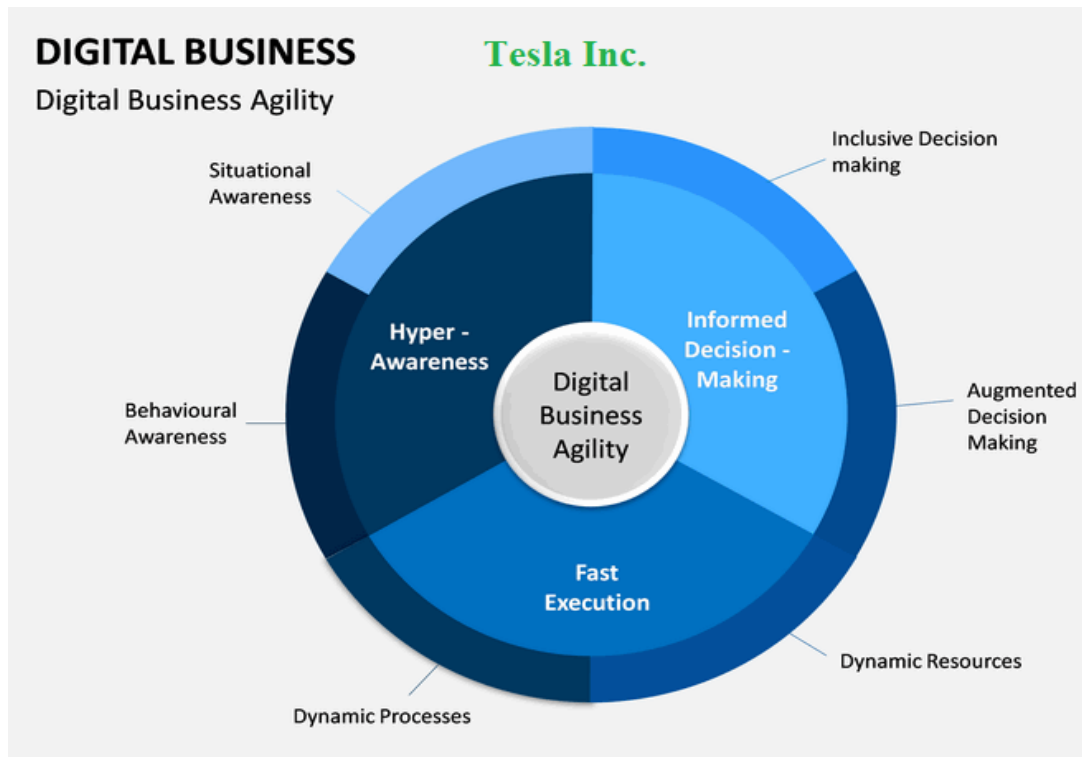 DIGITAL BUSINESS
Tesla Inc.
Digital Business Agility
Situational
Awareness
Inclusive Decision
making
Hyper -
Awareness
Informed
Decision -
Making
Digital
Business
Agility
Behavioural
Awareness
Augmented
Decision
Making
Fast
Execution
Dynamic Resources
Dynamic Processes